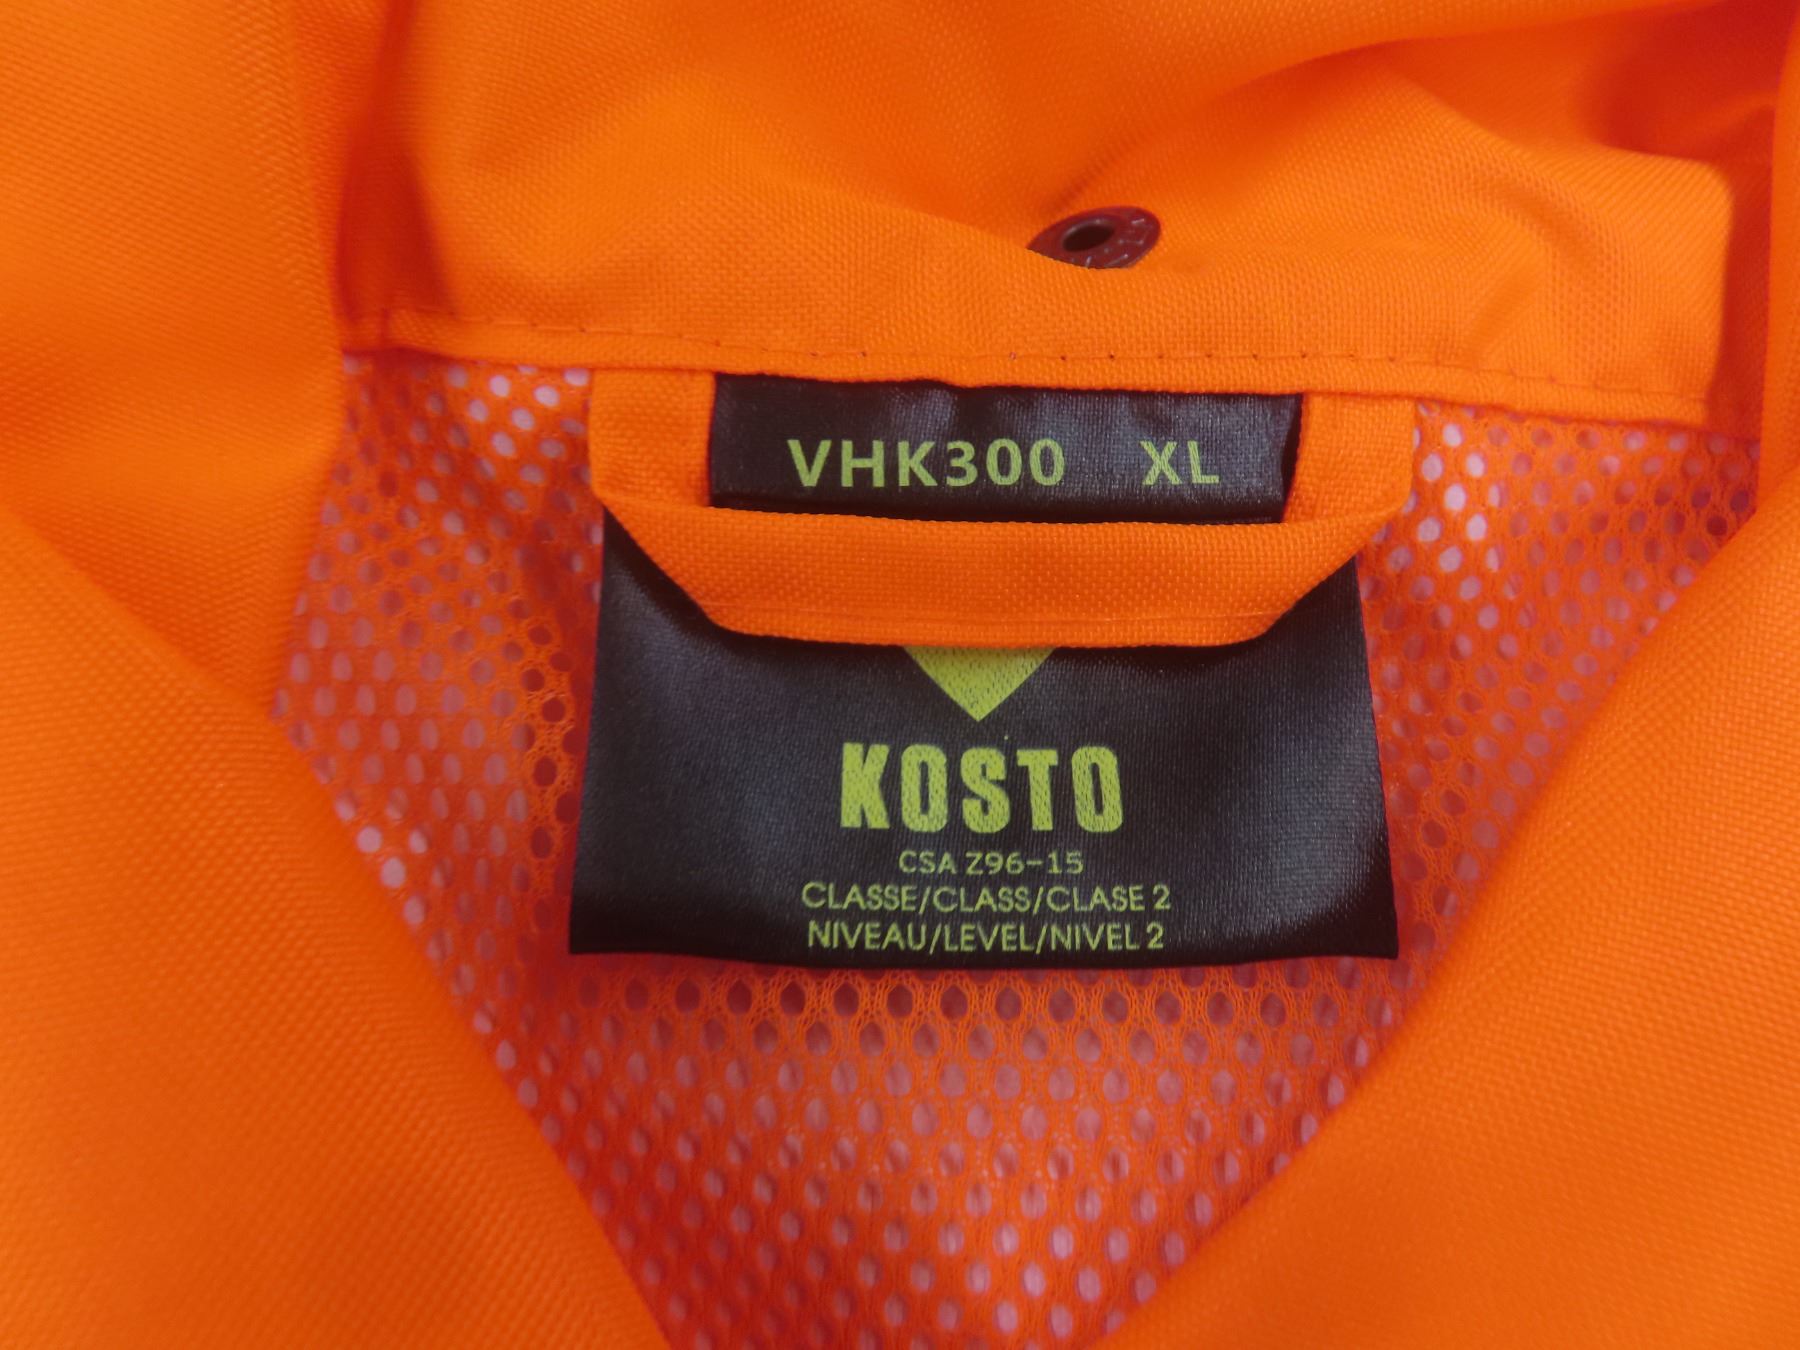 VHK300 XL
KOSTO
CSA Z96-15
CLASSE/CLASS/CLASE 2
NIVEAU/LEVEL/NIVEL 2